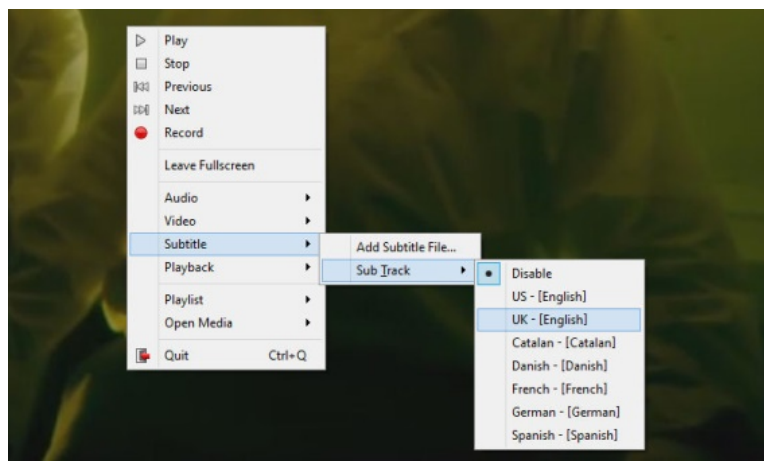 Play
Stop
Previous
Next
Record
Leave Fullscreen
Audio
Video
Subtitle
Playback
Playlist
Open Media
Quit Ctrl+Q
Add Subtitle File...
Sub Track
Disable
US - [English]
UK - [English]
Catalan - [Catalan]
Danish - [Danish]
French - [French]
German - [German]
Spanish - [Spanish]